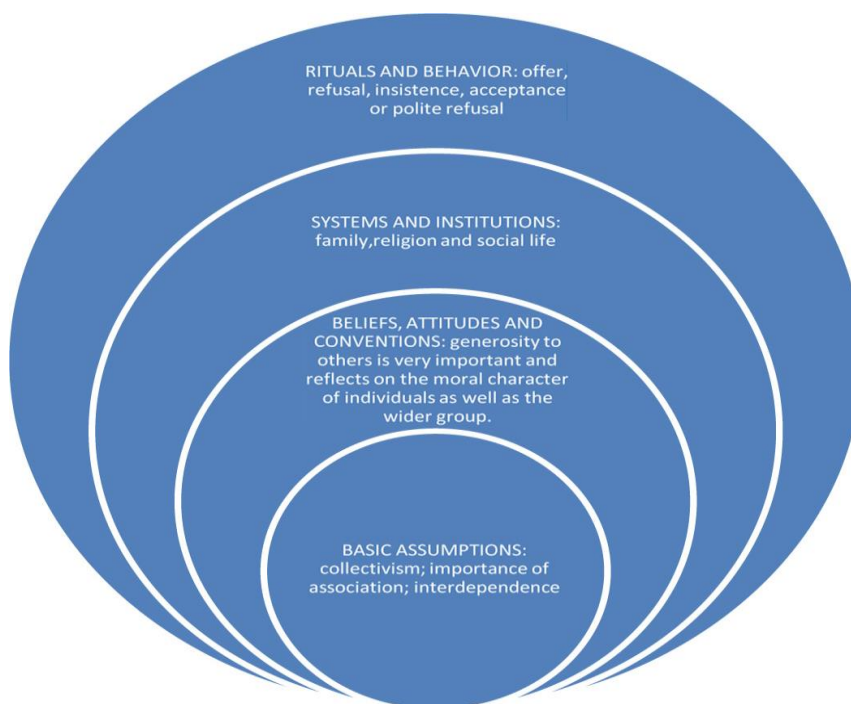 RITUALS AND BEHAVIOR: offer,
refusal, insistence, acceptance
or polite refusal
SYSTEMS AND INSTITUTIONS:
family,religion and social life
BELIEFS, ATTITUDES AND
CONVENTIONS: generosity to
others is very important and
reflects on the moral character
of individuals as well as the
wider group.
BASIC ASSUMPTIONS:
collectivism; importance of
association; interdependence